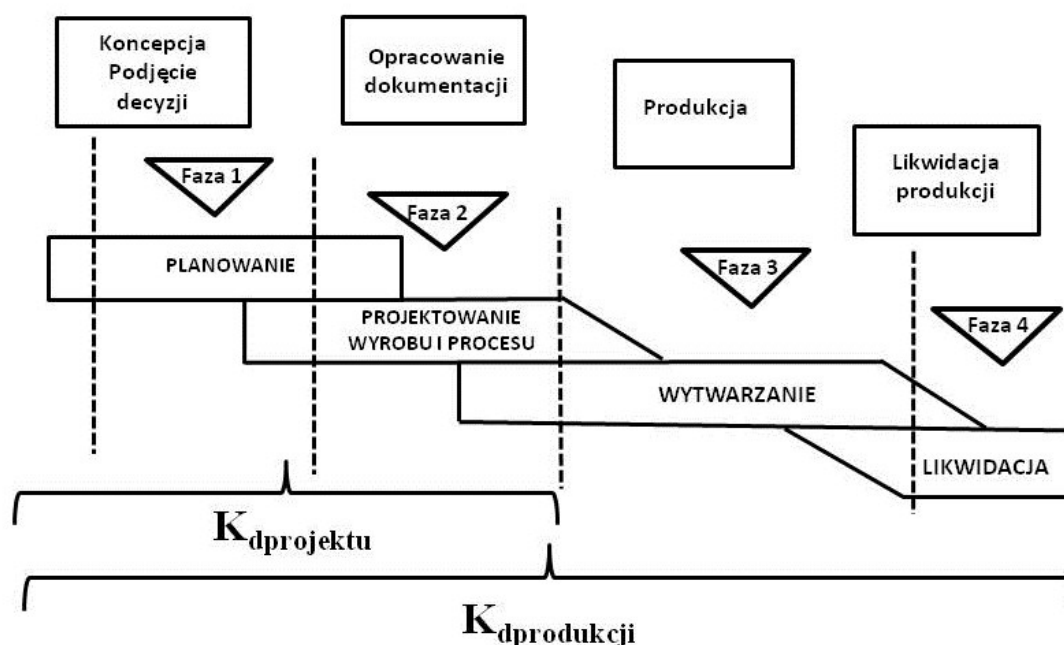 Koncepcja
Podjęcie
decyzji
Opracowanie
dokumentacji
Produkcja
Likwidacja
produkcji
Faza 1
Faza 2
Faza 3
Faza 4
PLANOWANIE
PROJEKTOWANIE
WYROBU I PROCESU
WYTWARZANIE
LIKWIDACJA
Kdprojektu
Kdprodukcji